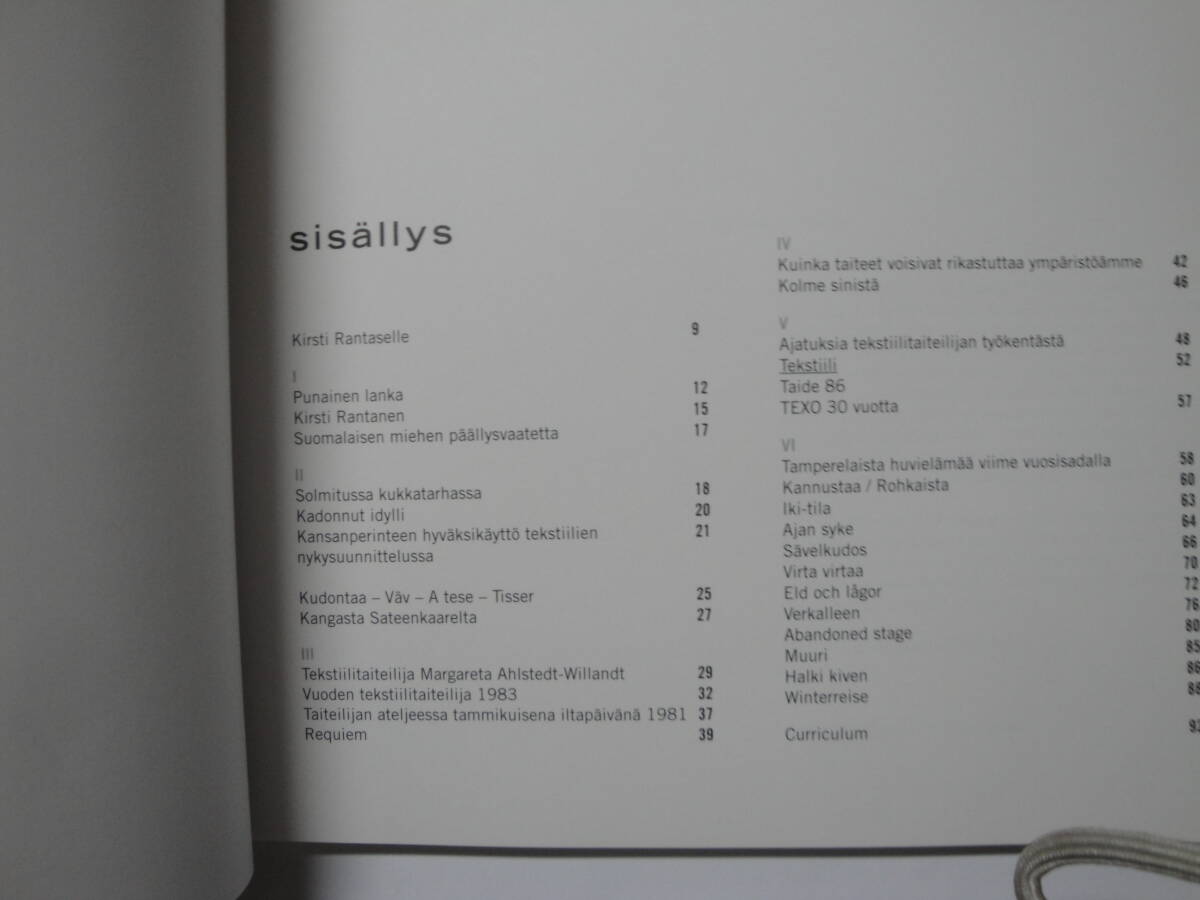 sisällys
Kirsti Rantaselle 9
I
Punainen lanka 12
Kirsti Rantanen 15
Suomalaisen miehen päällysvaatetta 17
II
Solmitussa kukkatarhassa 18
Kadonnut idylli 20
Kansanperinteen hyväksikäyttö tekstiilien 21
nykysuunnittelussa
Kudontaa – Väv – A tese – Tisser 25
Kangasta Sateenkaarelta 27
III
Tekstiilitaiteilija Margareta Ahlstedt-Willandt 29
Vuoden tekstiilitaiteilija 1983 32
Taiteilijan ateljeessa tammikuisena iltapäivänä 1981 37
Requiem 39
IV
Kuinka taiteet voisivat rikastuttaa ympäristöämme 42
Kolme sinistä 46
V
Ajatuksia tekstiilitaiteilijan työkentästä 48
Tekstiili 52
Taide 86
TEXO 30 vuotta 57
VI
Tamperelaista huvielämää viime vuosisadalla 58
Kannustaa / Rohkaista 60
Iki-tila 63
Ajan syke 64
Sävelkudos 66
Virta virtaa 70
Eld och lågor 72
Verkalleen 76
Abandoned stage 80
Muuri 85
Halki kiven 86
Winterreise 88
Curriculum